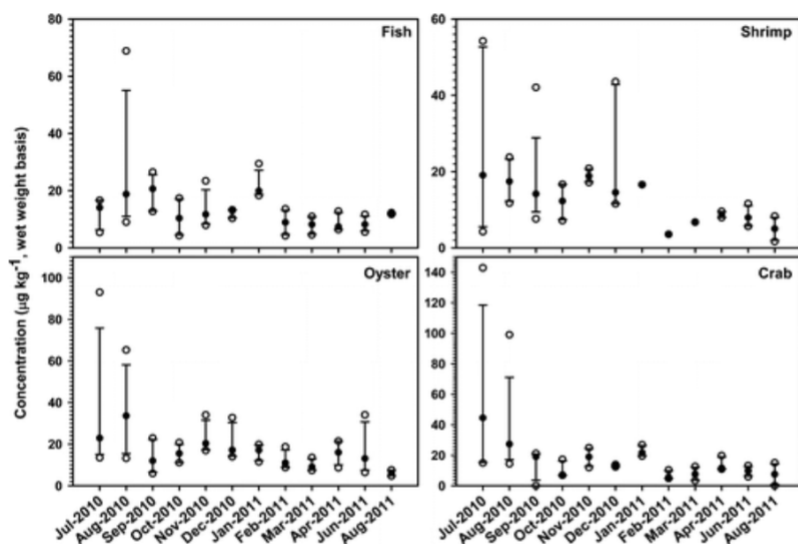 Concentration (µg kg⁻¹, wet weight basis)
Fish
80
60
40
20
0
Shrimp
60
40
20
0
Oyster
100
80
60
40
20
0
Crab
140
120
100
80
60
40
20
0
Jul-2010
Aug-2010
Sep-2010
Oct-2010
Nov-2010
Dec-2010
Jan-2011
Feb-2011
Mar-2011
Apr-2011
Jun-2011
Aug-2011
Jul-2010
Aug-2010
Sep-2010
Oct-2010
Nov-2010
Dec-2010
Jan-2011
Feb-2011
Mar-2011
Apr-2011
Jun-2011
Aug-2011